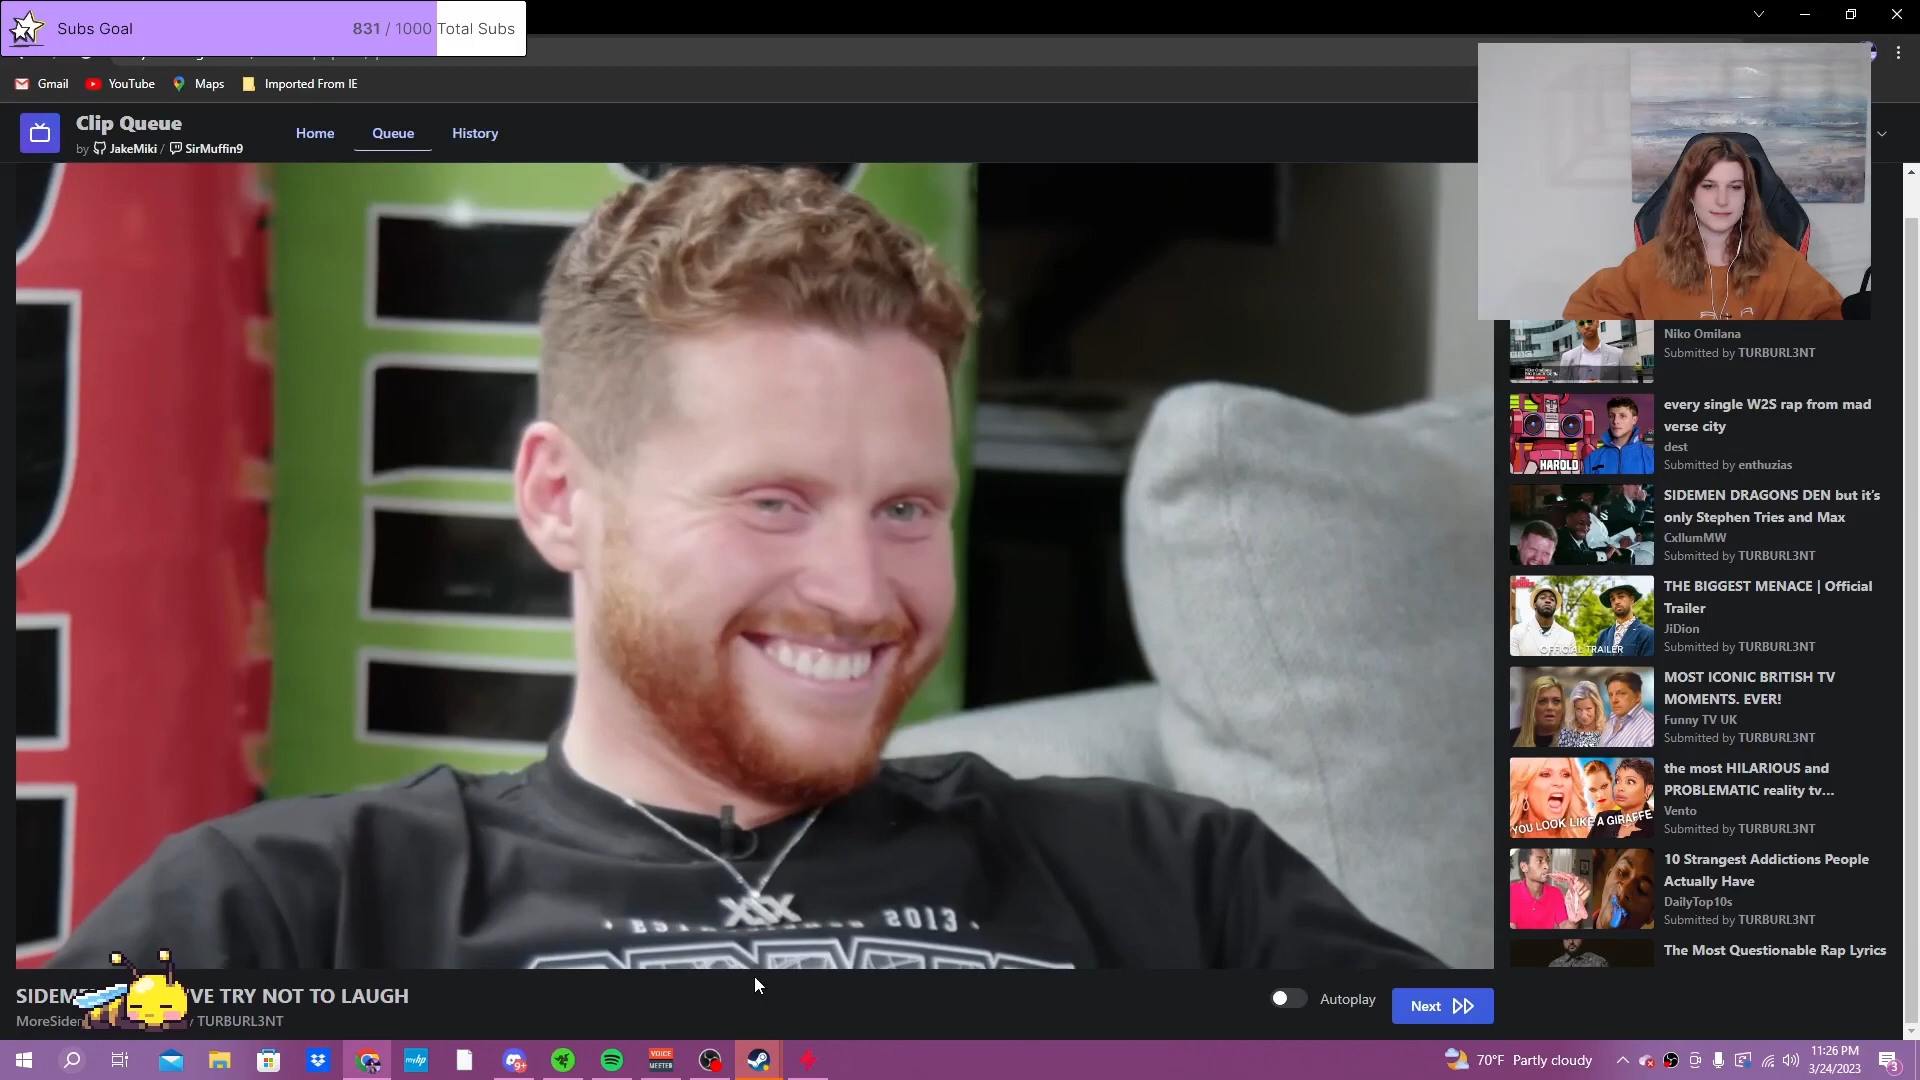 Subs Goal
831 / 1000 Total Subs
Gmail
YouTube
Maps
Imported From IE
Clip Queue
by JakeMiki / SirMuffin9
Home
Queue
History
Niko Omilana
Submitted by TURBURL3NT
every single W2S rap from mad
verse city
dest
Submitted by enthuzias
HAROLD
SIDEMEN DRAGONS DEN but it's
only Stephen Tries and Max
CxllumMW
Submitted by TURBURL3NT
THE BIGGEST MENACE | Official
Trailer
JiDion
Submitted by TURBURL3NT
OFFICIAL TRAILER
MOST ICONIC BRITISH TV
MOMENTS. EVER!
Funny TV UK
Submitted by TURBURL3NT
the most HILARIOUS and
PROBLEMATIC reality tv...
Vento
Submitted by TURBURL3NT
YOU LOOK LIKE A GIRAFFE
10 Strangest Addictions People
Actually Have
DailyTop10s
Submitted by TURBURL3NT
The Most Questionable Rap Lyrics
XIX
2013
VE TRY NOT TO LAUGH
/ TURBURL3NT
Autoplay
Next
myhp
9+
VOICE
MEETER
70°F Partly cloudy
11:26 PM
3/24/2023
3